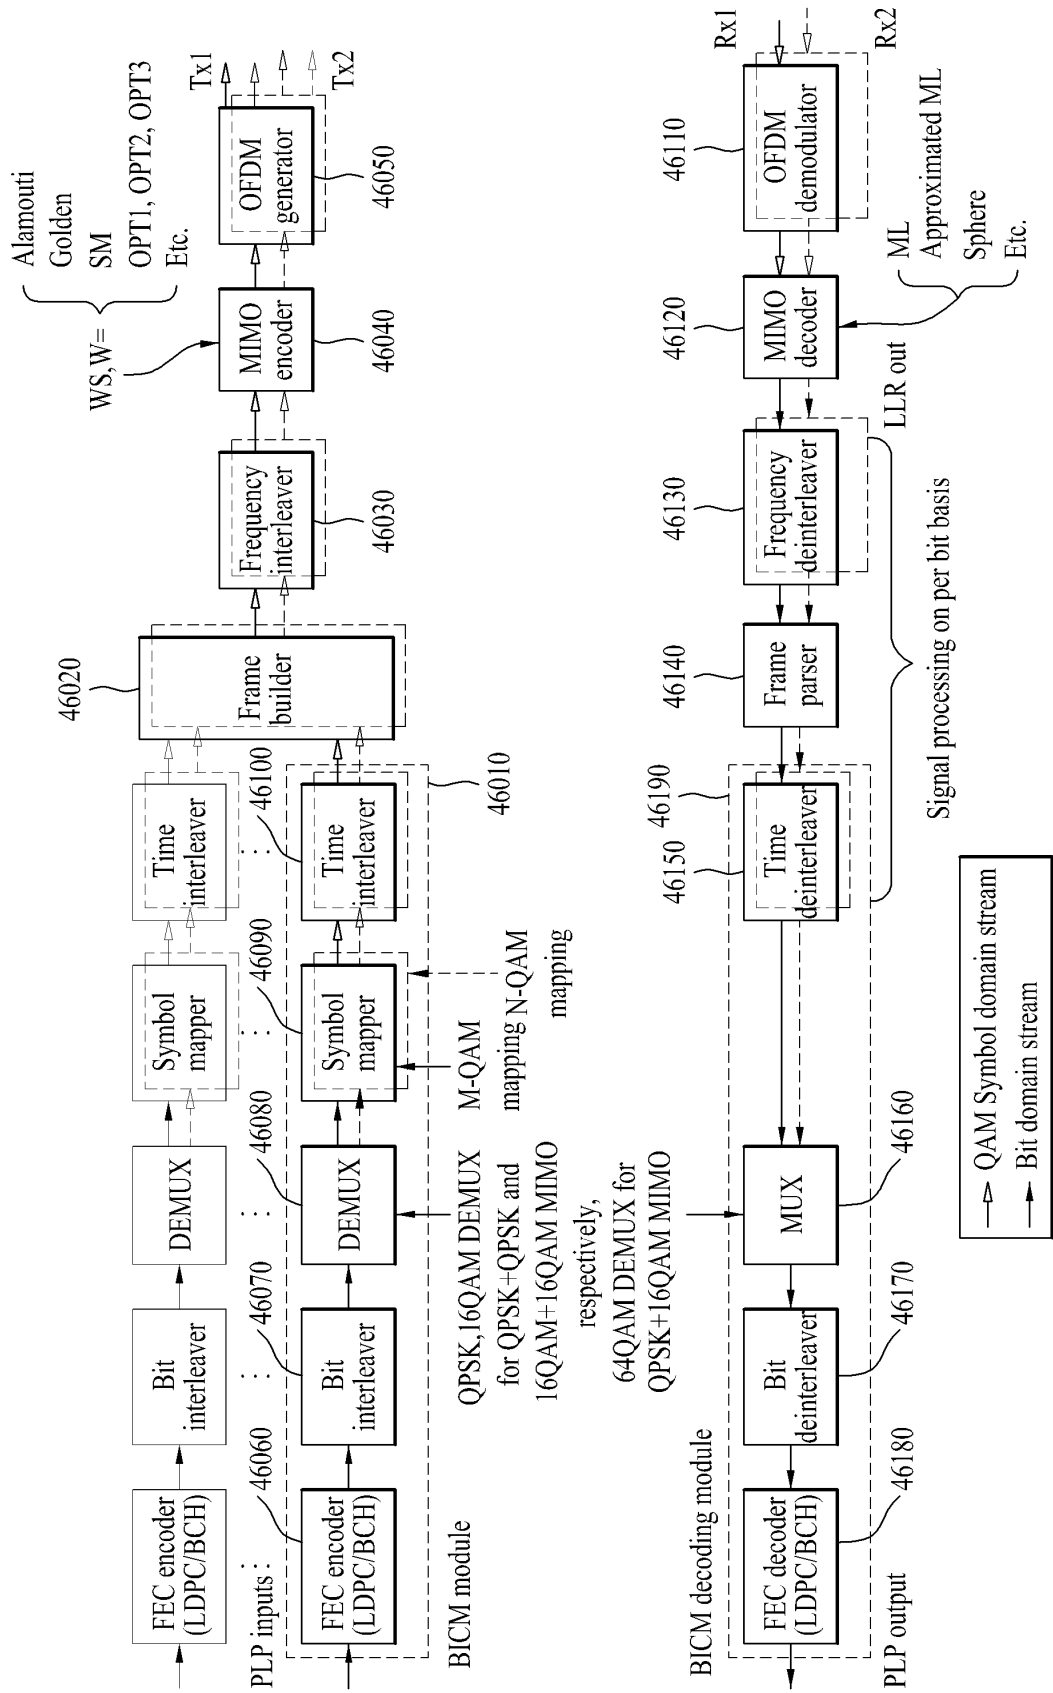 Alamouti
Golden
SM
OPT1, OPT2, OPT3
Etc.
WS,W=
PLP inputs
FEC encoder
(LDPC/BCH)
Bit
interleaver
DEMUX
Symbol
mapper
Time
interleaver
46020
Frame
builder
Frequency
interleaver
46030
MIMO
encoder
46040
OFDM
generator
46050
Tx1
Tx2
46060
46070
46080
46090
46100
FEC encoder
(LDPC/BCH)
Bit
interleaver
DEMUX
Symbol
mapper
Time
interleaver
46010
BICM module
QPSK,16QAM DEMUX
for QPSK+QPSK and
16QAM+16QAM MIMO
respectively,
64QAM DEMUX for
QPSK+16QAM MIMO
M-QAM
mapping
N-QAM
mapping
BICM decoding module
PLP output
FEC decoder
(LDPC/BCH)
46180
Bit
deinterleaver
46170
MUX
46160
Time
deinterleaver
46150
46190
Frame
parser
46140
Frequency
deinterleaver
46130
MIMO
decoder
46120
OFDM
demodulator
46110
Rx1
Rx2
LLR out
ML
Approximated ML
Sphere
Etc.
Signal processing on per bit basis
QAM Symbol domain stream
Bit domain stream